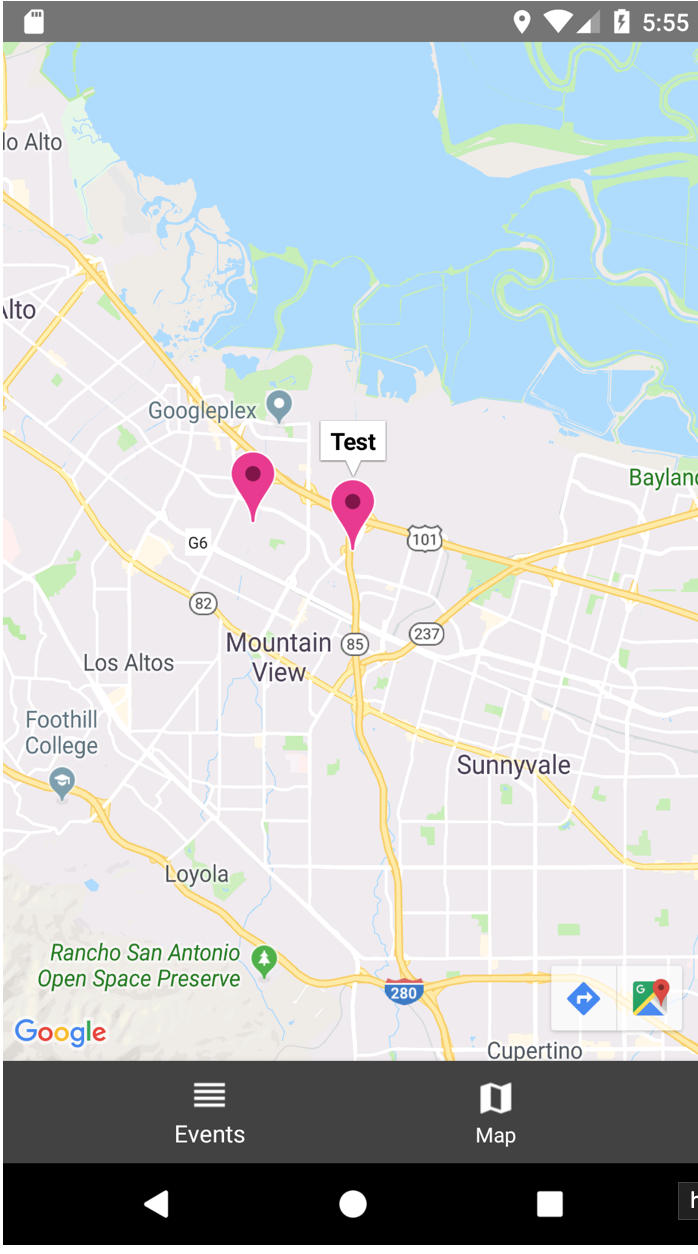 5:55
lo Alto
Alto
Googleplex
Test
Baylan
101
G6
82
237
Mountain
View
85
Los Altos
Foothill
College
Sunnyvale
Loyola
Rancho San Antonio
Open Space Preserve
280
G
Google
Cupertino
Events
Map
h